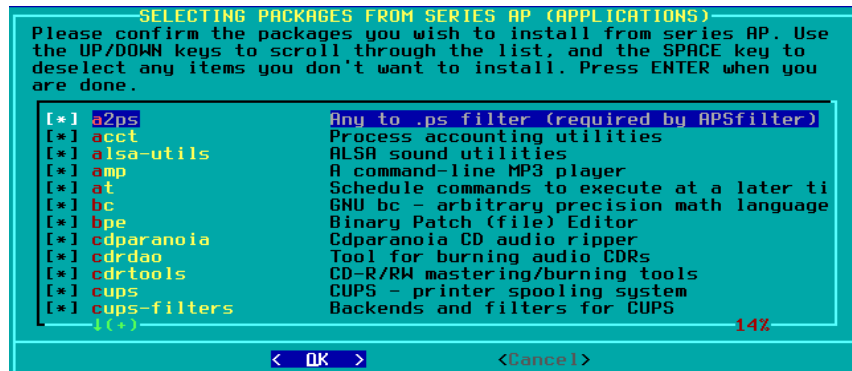 SELECTING PACKAGES FROM SERIES AP (APPLICATIONS)
Please confirm the packages you wish to install from series AP. Use
the UP/DOWN keys to scroll through the list, and the SPACE key to
deselect any items you don't want to install. Press ENTER when you
are done.
[*] a2ps Any to .ps filter (required by APSfilter)
[*] acct Process accounting utilities
[*] alsa-utils ALSA sound utilities
[*] amp A command-line MP3 player
[*] at Schedule commands to execute at a later ti
[*] bc GNU bc - arbitrary precision math language
[*] bpe Binary Patch (file) Editor
[*] cdparanoia Cdparanoia CD audio ripper
[*] cdrdao Tool for burning audio CDRs
[*] cdrtools CD-R/RW mastering/burning tools
[*] cups CUPS - printer spooling system
[*] cups-filters Backends and filters for CUPS
↓(+) 14%
< OK > <Cancel>